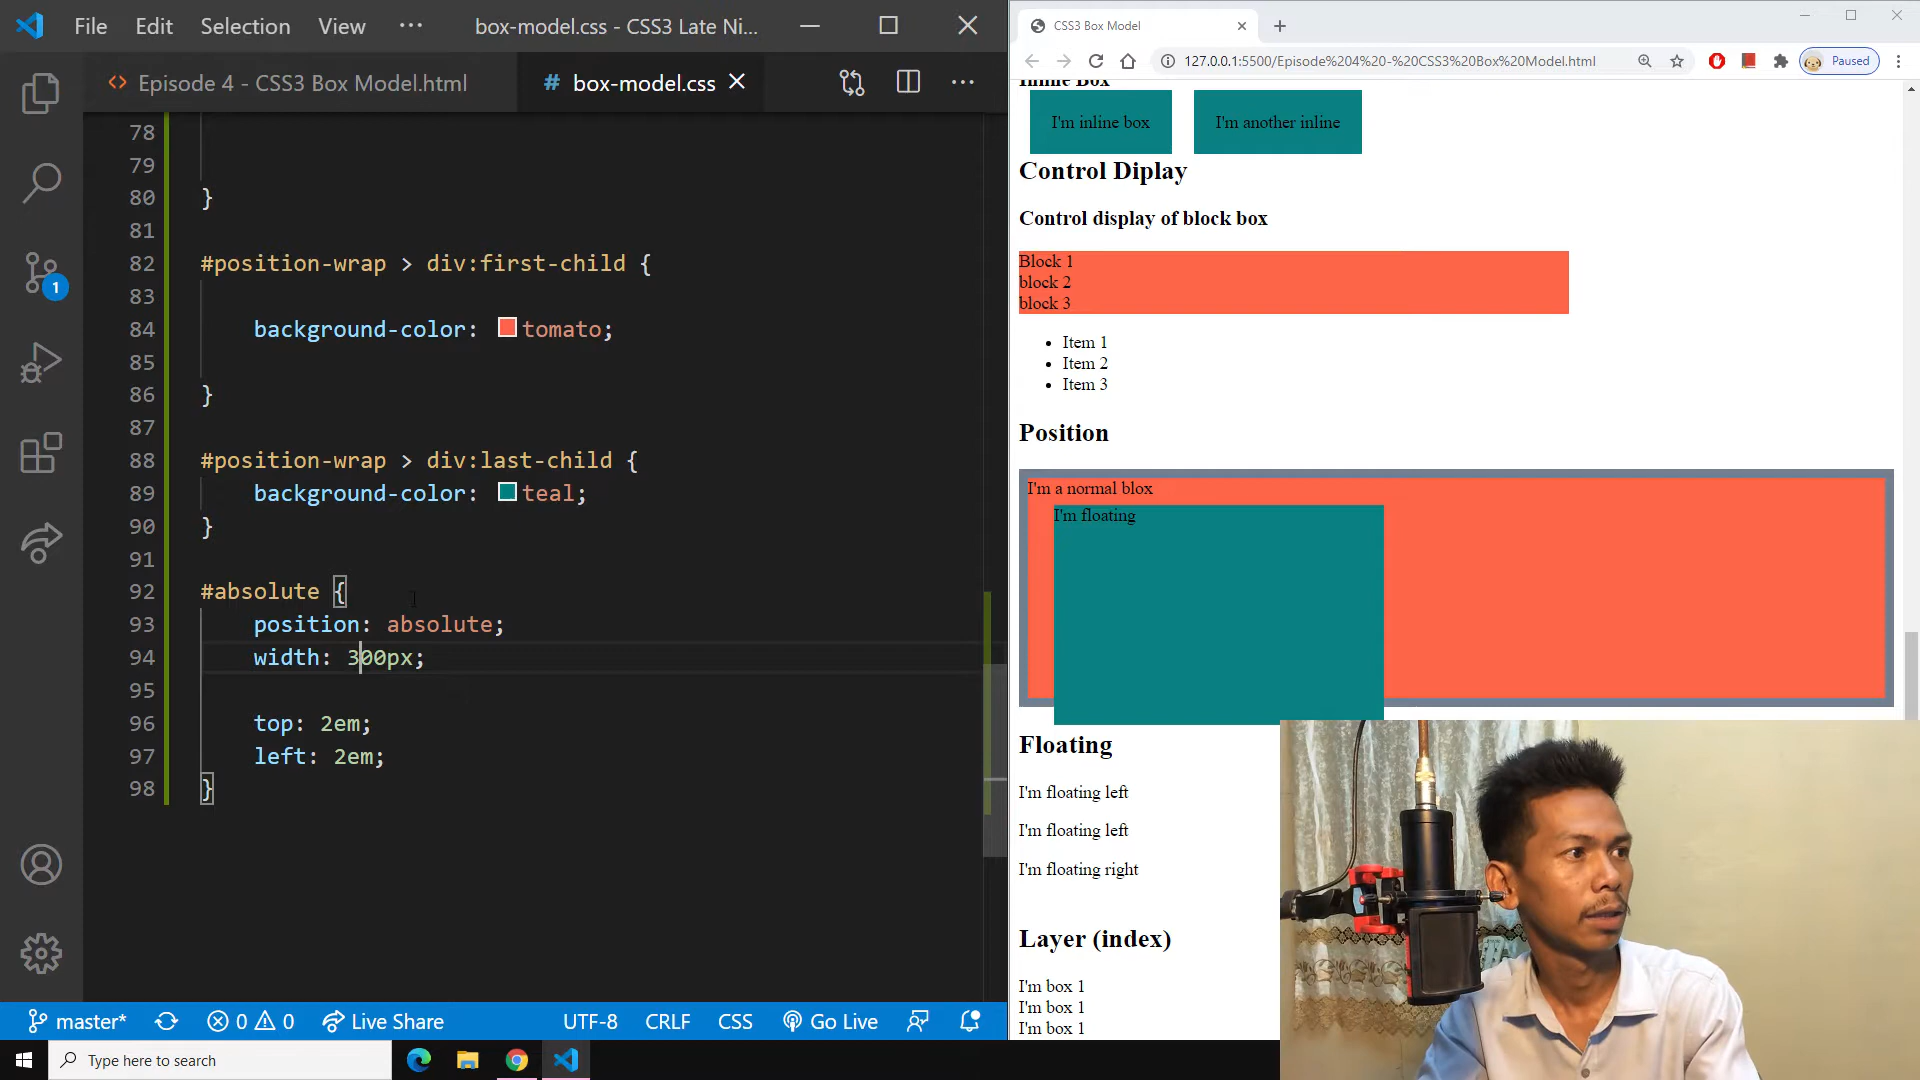 File Edit Selection View ··· box-model.css - CSS3 Late Ni...
<> Episode 4 - CSS3 Box Model.html
# box-model.css
78
79
80 }
81
82 #position-wrap > div:first-child {
83
84 background-color: tomato;
85
86 }
87
88 #position-wrap > div:last-child {
89 background-color: teal;
90 }
91
92 #absolute {
93 position: absolute;
94 width: 300px;
95
96 top: 2em;
97 left: 2em;
98 }
1
master* 0 0 Live Share UTF-8 CRLF CSS Go Live
Type here to search
CSS3 Box Model
127.0.0.1:5500/Episode%204%20-%20CSS3%20Box%20Model.html
Paused
Inline Box
I'm inline box I'm another inline
Control Diplay
Control display of block box
Block 1
block 2
block 3
• Item 1
• Item 2
• Item 3
Position
I'm a normal blox
I'm floating
Floating
I'm floating left
I'm floating left
I'm floating right
Layer (index)
I'm box 1
I'm box 1
I'm box 1